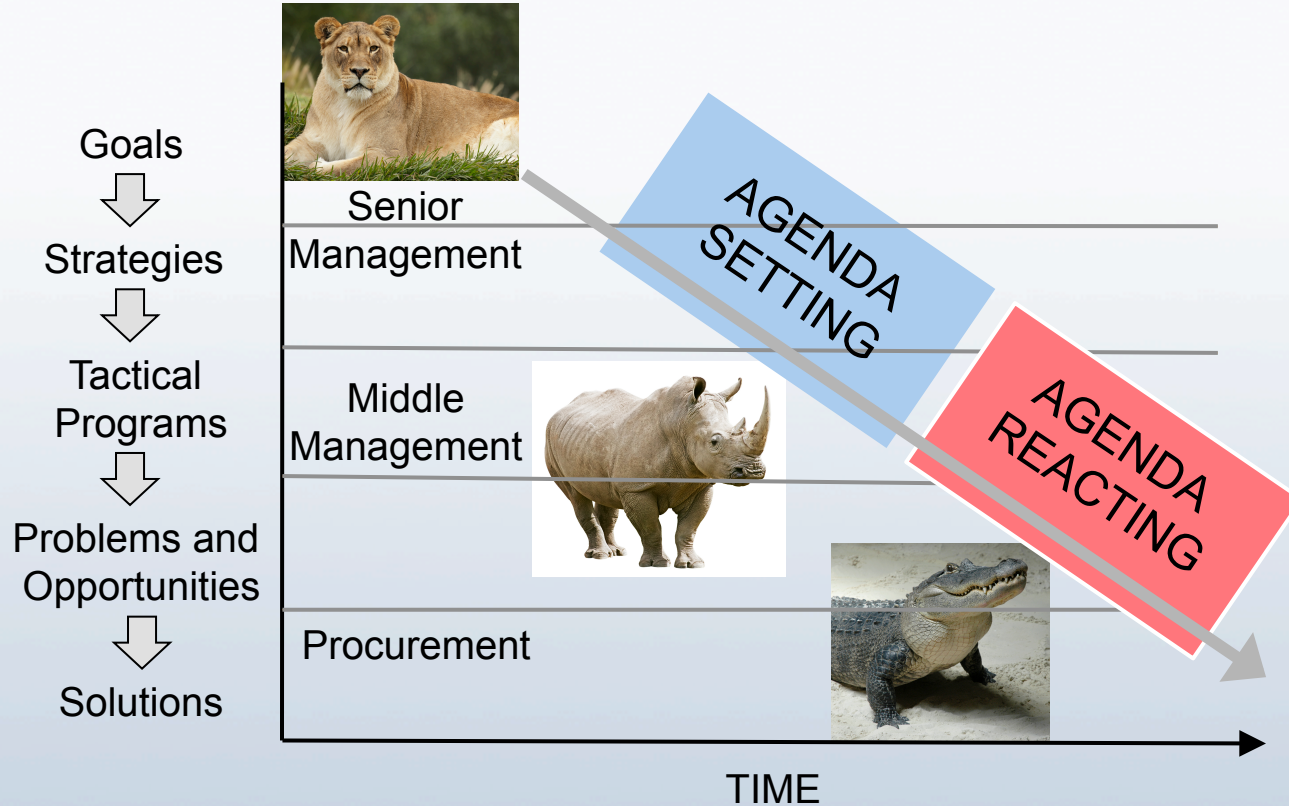 Goals
Strategies
Tactical
Programs
Problems and
Opportunities
Solutions
Senior
Management
Middle
Management
Procurement
AGENDA
SETTING
AGENDA
REACTING
TIME